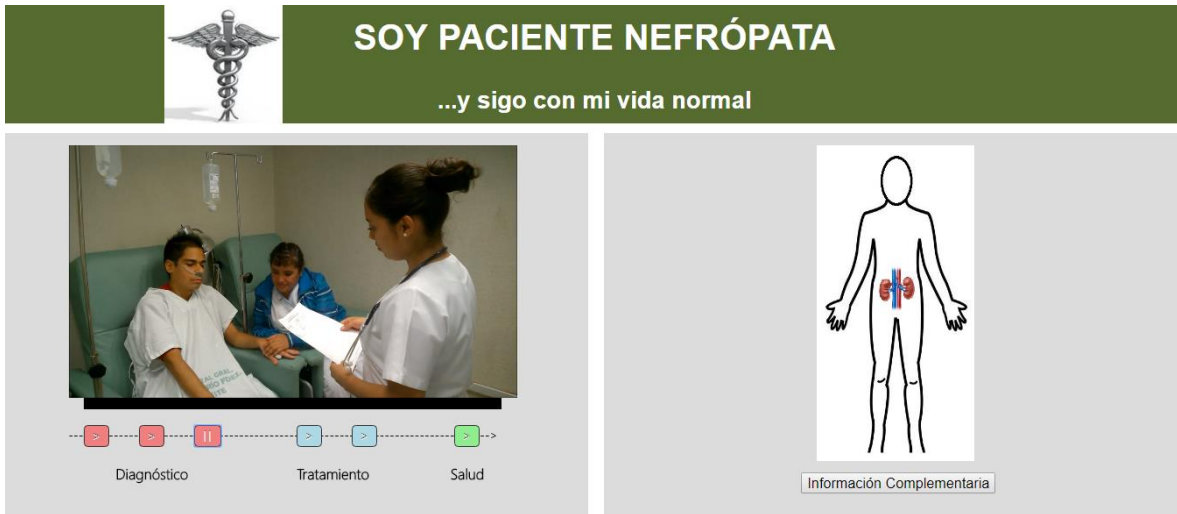 SOY PACIENTE NEFRÓPATA
...y sigo con mi vida normal
> > || > > >
Diagnóstico Tratamiento Salud
Información Complementaria